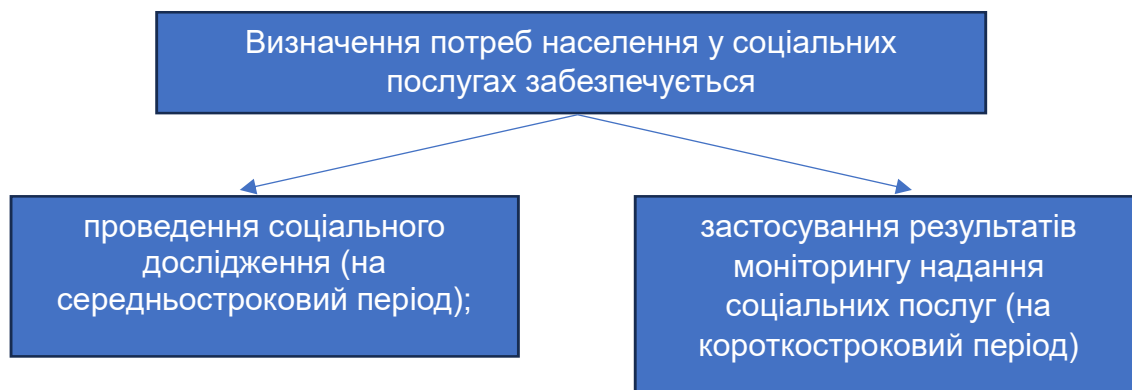 Визначення потреб населення у соціальних
послугах забезпечується
проведення соціального
дослідження (на
середньостроковий період);
застосування результатів
моніторингу надання
соціальних послуг (на
короткостроковий період)